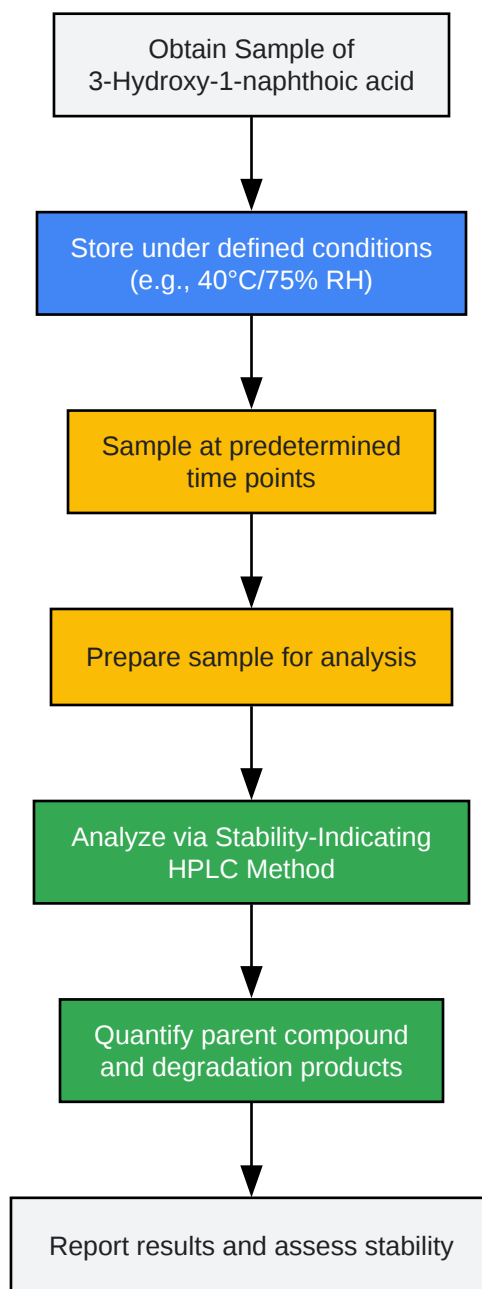 Obtain Sample of
3-Hydroxy-1-naphthoic acid
Store under defined conditions
(e.g., 40°C/75% RH)
Sample at predetermined
time points
Prepare sample for analysis
Analyze via Stability-Indicating
HPLC Method
Quantify parent compound
and degradation products
Report results and assess stability